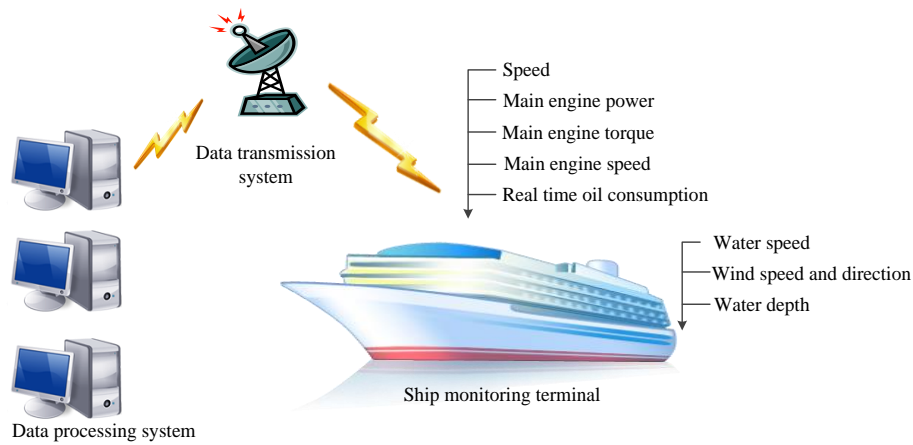 Speed
Main engine power
Main engine torque
Main engine speed
Real time oil consumption
Data transmission
system
Water speed
Wind speed and direction
Water depth
Ship monitoring terminal
Data processing system